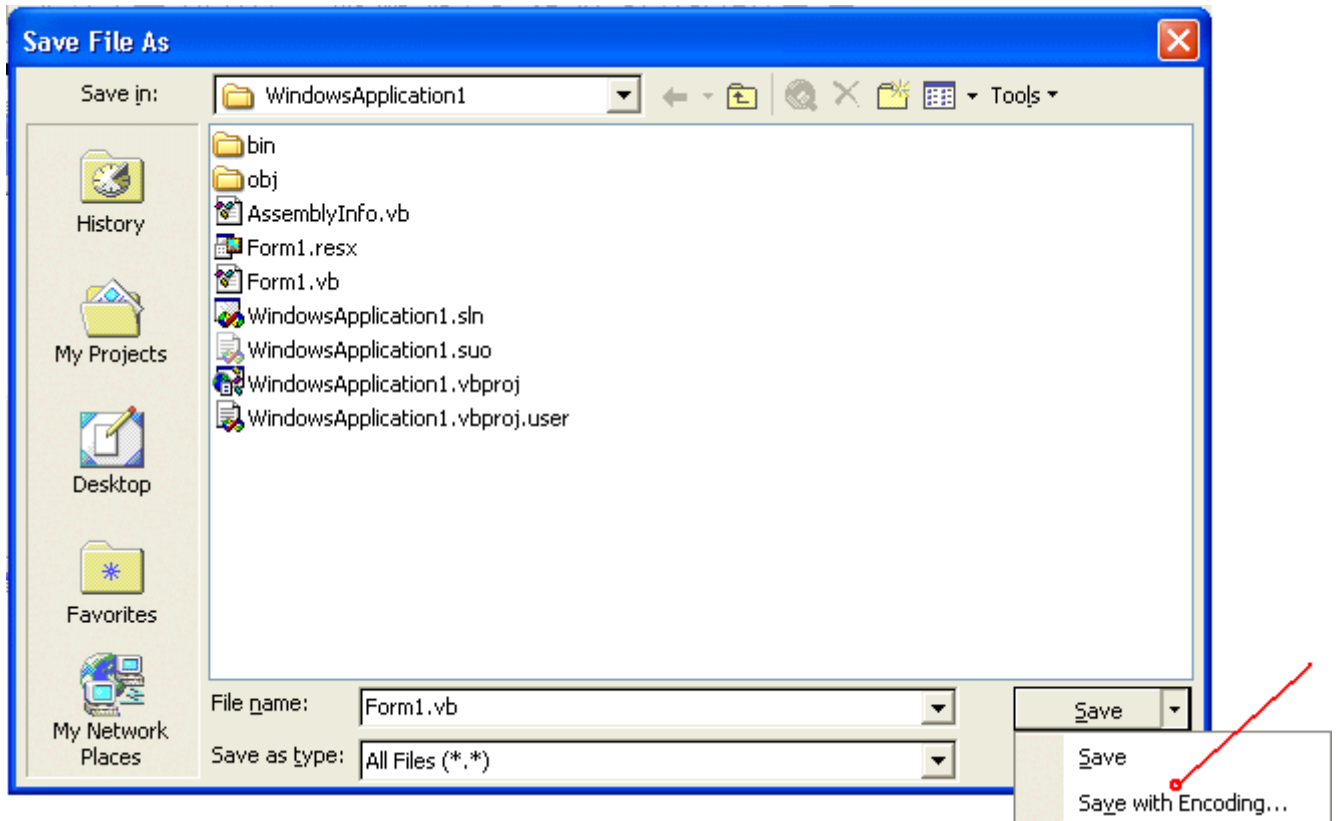 Save File As
Save in:
WindowsApplication1
Tools
History
My Projects
Desktop
Favorites
My Network
Places
bin
obj
AssemblyInfo.vb
Form1.resx
Form1.vb
WindowsApplication1.sln
WindowsApplication1.suo
WindowsApplication1.vbproj
WindowsApplication1.vbproj.user
File name:
Form1.vb
Save
Save as type:
All Files (*.*)
Save
Save with Encoding...